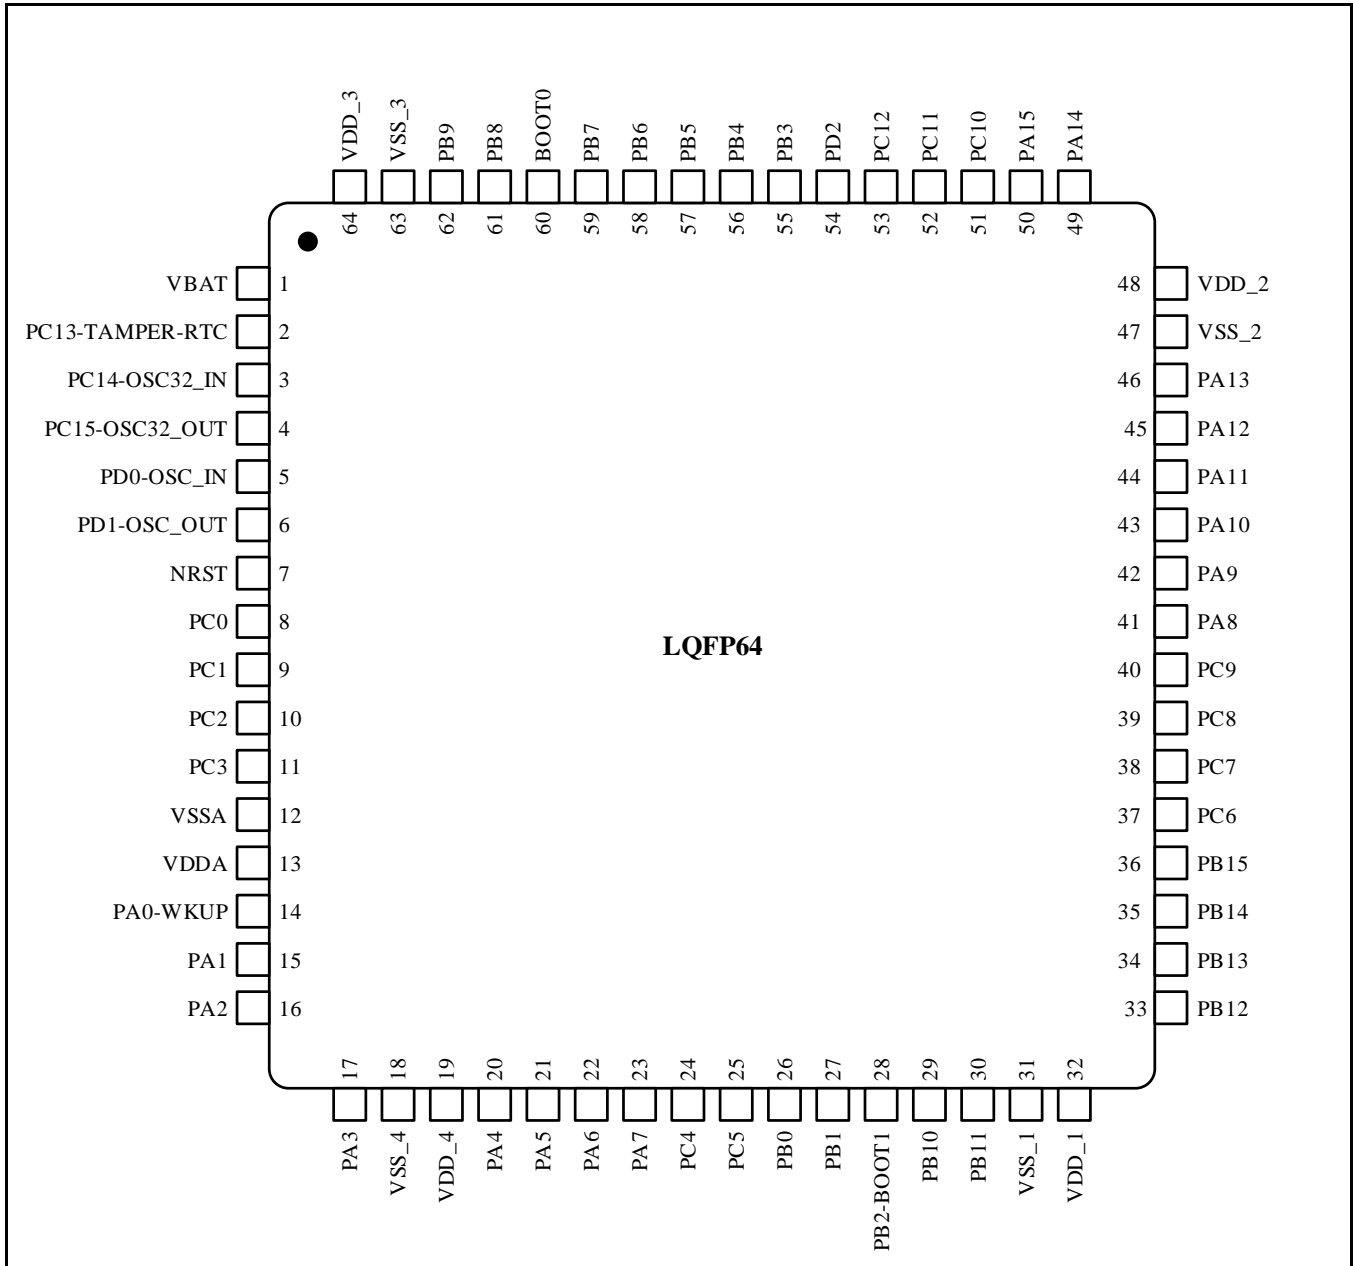 VDD_3
VSS_3
PB9
PB8
BOOT0
PB7
PB6
PB5
PB4
PB3
PD2
PC12
PC11
PC10
PA15
PA14
64
63
62
61
60
59
58
57
56
55
54
53
52
51
50
49
VBAT 1
48 VDD_2
PC13-TAMPER-RTC 2
47 VSS_2
PC14-OSC32_IN 3
46 PA13
PC15-OSC32_OUT 4
45 PA12
PD0-OSC_IN 5
44 PA11
PD1-OSC_OUT 6
43 PA10
NRST 7
42 PA9
PC0 8
41 PA8
LQFP64
PC1 9
40 PC9
PC2 10
39 PC8
PC3 11
38 PC7
VSSA 12
37 PC6
VDDA 13
36 PB15
PA0-WKUP 14
35 PB14
PA1 15
34 PB13
PA2 16
33 PB12
17
18
19
20
21
22
23
24
25
26
27
28
29
30
31
32
PA3
VSS_4
VDD_4
PA4
PA5
PA6
PA7
PC4
PC5
PB0
PB1
PB2-BOOT1
PB10
PB11
VSS_1
VDD_1